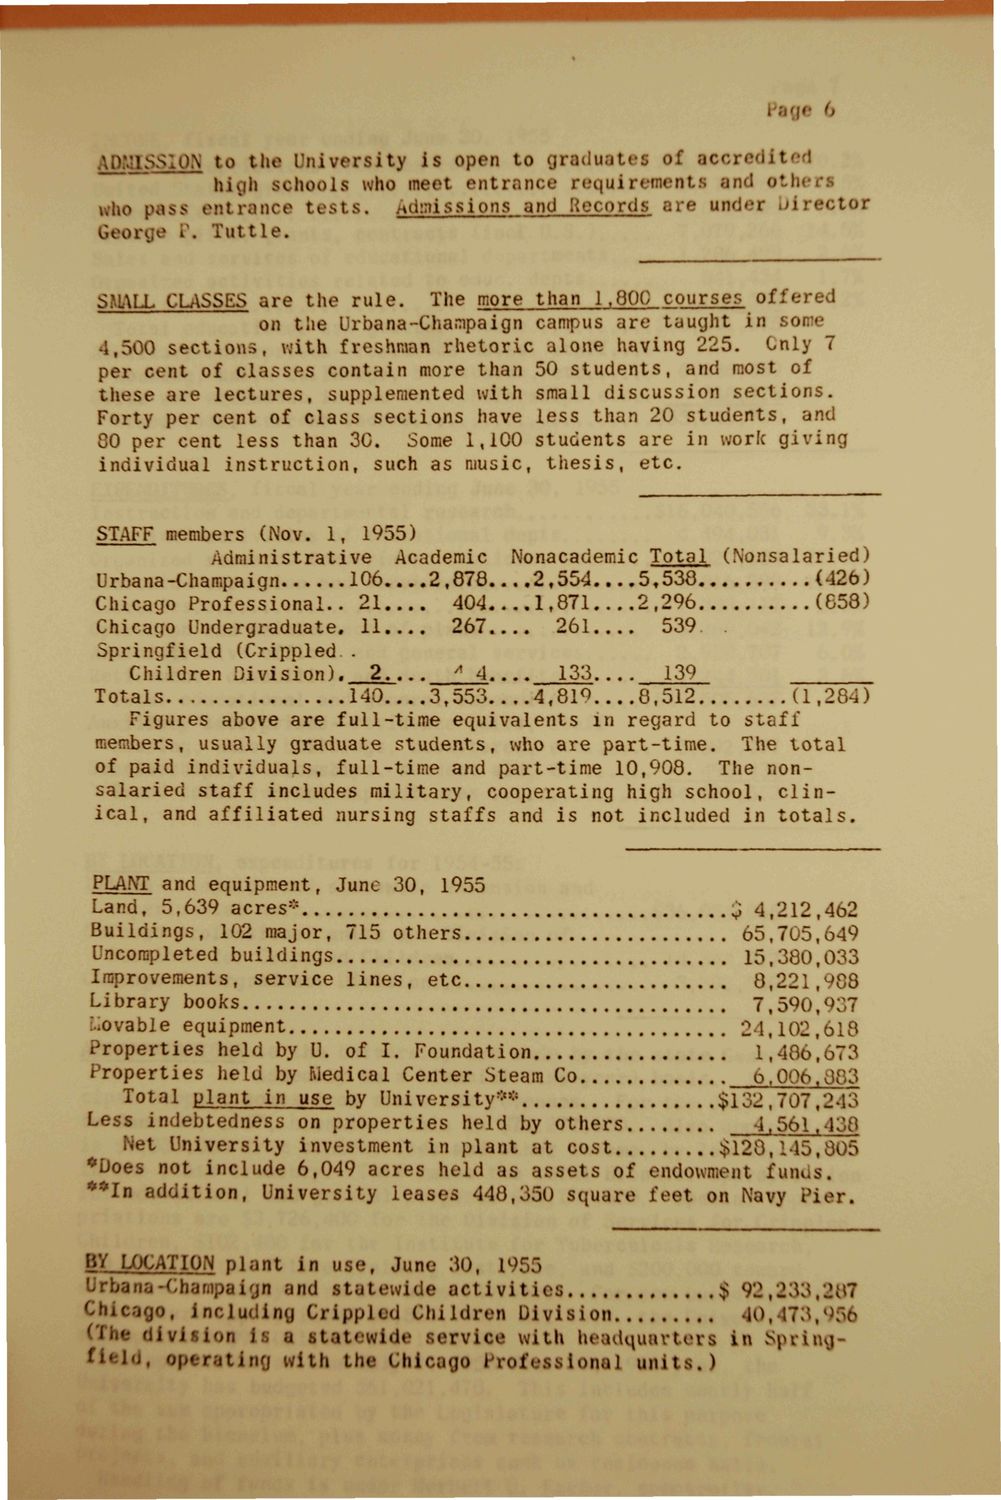 Page 6
ADMISSION to the University is open to graduates of accredited
high schools who meet entrance requirements and others
who pass entrance tests. Admissions and Records are under Director
George P. Tuttle.
SMALL CLASSES are the rule. The more than 1,800 courses offered
on the Urbana-Champaign campus are taught in some
4,500 sections, with freshman rhetoric alone having 225. Only 7
per cent of classes contain more than 50 students, and most of
these are lectures, supplemented with small discussion sections.
Forty per cent of class sections have less than 20 students, and
80 per cent less than 30. Some 1,100 students are in work giving
individual instruction, such as music, thesis, etc.
STAFF members (Nov. 1, 1955)
Administrative Academic Nonacademic Total (Nonsalaried)
Urbana-Champaign......106....2,878....2,554....5,538..........(426)
Chicago Professional.. 21.... 404....1,871....2,296..........(858)
Chicago Undergraduate. 11.... 267.... 261.... 539. .
Springfield (Crippled..
Children Division). 2.... 4.... 133.... 139
Totals................140....3,553....4,819....8,512........(1,284)
Figures above are full-time equivalents in regard to staff
members, usually graduate students, who are part-time. The total
of paid individuals, full-time and part-time 10,908. The non-
salaried staff includes military, cooperating high school, clin-
ical, and affiliated nursing staffs and is not included in totals.
PLANT and equipment, June 30, 1955
Land, 5,639 acres*.....................................$ 4,212,462
Buildings, 102 major, 715 others....................... 65,705,649
Uncompleted buildings.................................. 15,380,033
Improvements, service lines, etc....................... 8,221,988
Library books.......................................... 7,590,937
Movable equipment...................................... 24,102,618
Properties held by U. of I. Foundation................. 1,486,673
Properties held by Medical Center Steam Co............. 6,006,883
Total plant in use by University**.................$132,707,243
Less indebtedness on properties held by others........ 4,561,438
Net University investment in plant at cost.........$128,145,805
*Does not include 6,049 acres held as assets of endowment funds.
**In addition, University leases 448,350 square feet on Navy Pier.
BY LOCATION plant in use, June 30, 1955
Urbana-Champaign and statewide activities.............$ 92,233,287
Chicago, including Crippled Children Division......... 40,473,956
(The division is a statewide service with headquarters in Spring-
field, operating with the Chicago Professional units.)